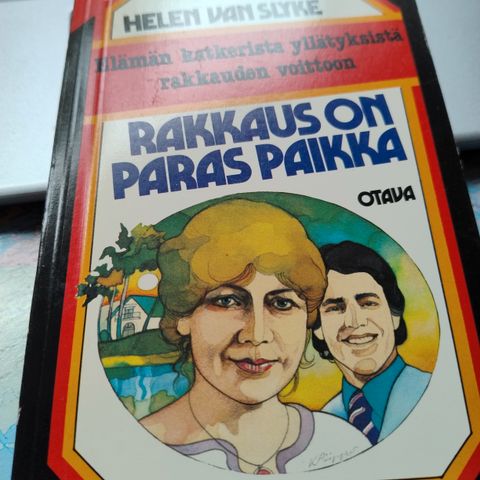 HELEN VAN SLYKE
Elämän katkerista yllätyksistä
rakkauden voittoon
RAKKAUS ON
PARAS PAIKKA
OTAVA